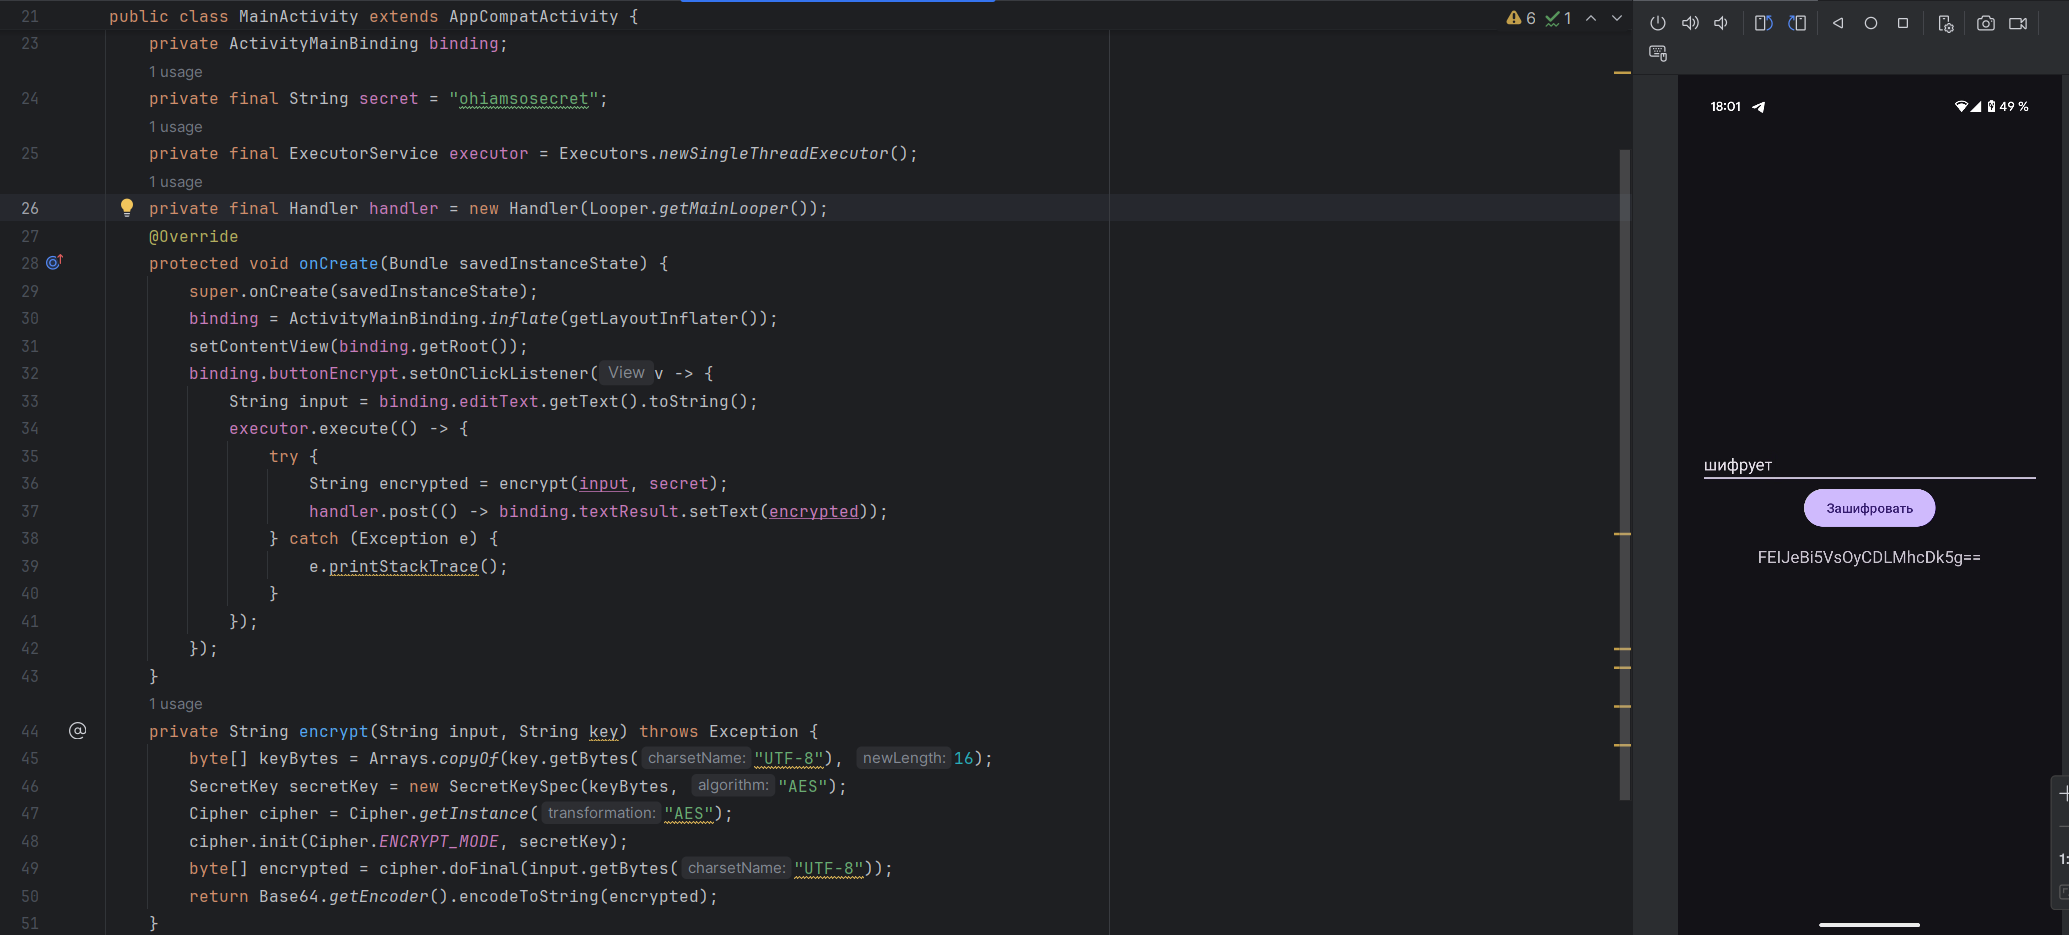 21 public class MainActivity extends AppCompatActivity {
6 1
23 private ActivityMainBinding binding;
1 usage
24 private final String secret = "ohiamsosecret";
1 usage
25 private final ExecutorService executor = Executors.newSingleThreadExecutor();
1 usage
26 private final Handler handler = new Handler(Looper.getMainLooper());
27 @Override
28 protected void onCreate(Bundle savedInstanceState) {
29 super.onCreate(savedInstanceState);
30 binding = ActivityMainBinding.inflate(getLayoutInflater());
31 setContentView(binding.getRoot());
32 binding.buttonEncrypt.setOnClickListener( View v -> {
33 String input = binding.editText.getText().toString();
34 executor.execute(() -> {
35 try {
36 String encrypted = encrypt(input, secret);
37 handler.post(() -> binding.textResult.setText(encrypted));
38 } catch (Exception e) {
39 e.printStackTrace();
40 }
41 });
42 });
43 }
1 usage
44 @ private String encrypt(String input, String key) throws Exception {
45 byte[] keyBytes = Arrays.copyOf(key.getBytes( charsetName: "UTF-8"), newLength: 16);
46 SecretKey secretKey = new SecretKeySpec(keyBytes, algorithm: "AES");
47 Cipher cipher = Cipher.getInstance( transformation: "AES");
48 cipher.init(Cipher.ENCRYPT_MODE, secretKey);
49 byte[] encrypted = cipher.doFinal(input.getBytes( charsetName: "UTF-8"));
50 return Base64.getEncoder().encodeToString(encrypted);
51 }
18:01 49 %
шифрует
Зашифровать
FEIJeBi5VsOyCDLMhcDk5g==
1: